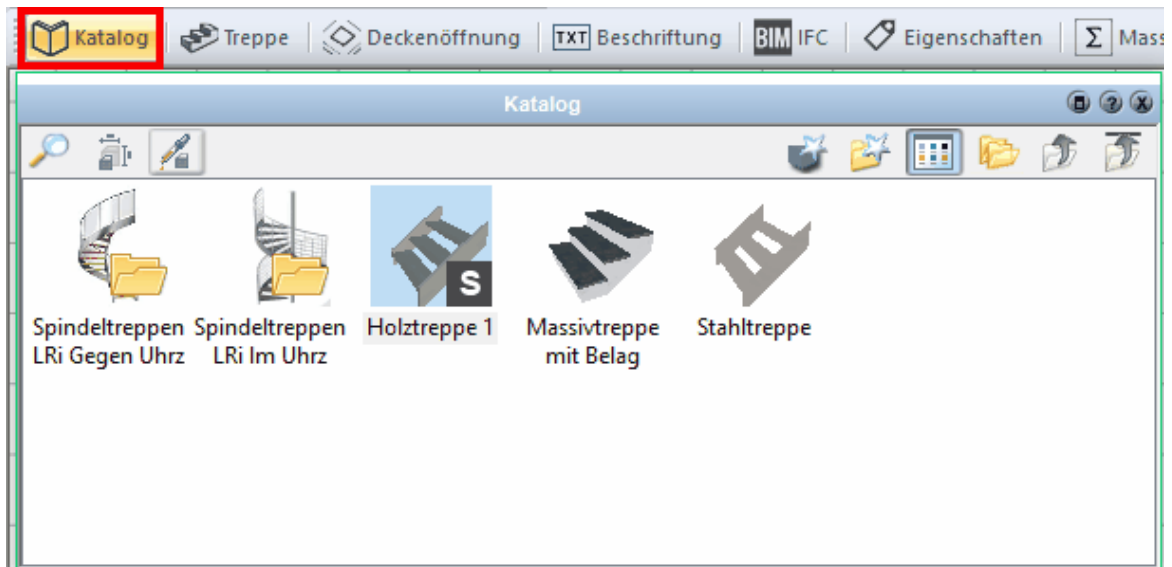 Katalog Treppe Deckenöffnung TXT Beschriftung BIM IFC Eigenschaften Σ Mass
Katalog
S
Spindeltreppen Spindeltreppen Holztreppe 1 Massivtreppe Stahltreppe
LRi Gegen Uhrz LRi Im Uhrz mit Belag